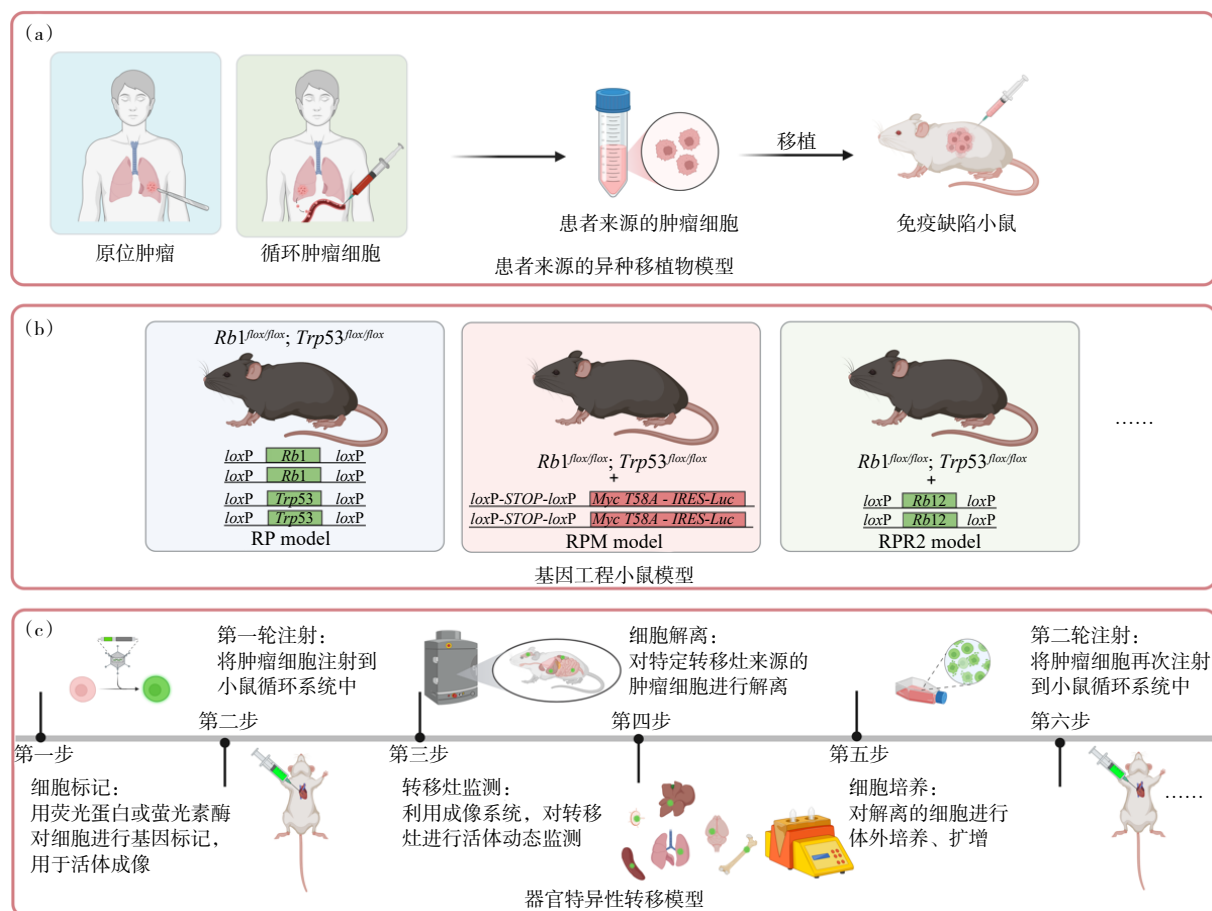 (a)
移植
患者来源的肿瘤细胞
免疫缺陷小鼠
原位肿瘤
循环肿瘤细胞
患者来源的异种移植物模型
(b)
Rb1flox/flox; Trp53flox/flox
loxP Rb1 loxP
loxP Rb1 loxP
loxP Trp53 loxP
loxP Trp53 loxP
RP model
Rb1flox/flox; Trp53flox/flox
+
loxP-STOP-loxP Myc T58A - IRES-Luc
loxP-STOP-loxP Myc T58A - IRES-Luc
RPM model
Rb1flox/flox; Trp53flox/flox
+
loxP Rb12 loxP
loxP Rb12 loxP
RPR2 model
……
基因工程小鼠模型
(c)
第一步
细胞标记：
用荧光蛋白或萤光素酶
对细胞进行基因标记，
用于活体成像
第一轮注射：
将肿瘤细胞注射到
小鼠循环系统中
第二步
第三步
转移灶监测：
利用成像系统，对转移
灶进行活体动态监测
细胞解离：
对特定转移灶来源的
肿瘤细胞进行解离
第四步
第五步
细胞培养：
对解离的细胞进行
体外培养、扩增
第二轮注射：
将肿瘤细胞再次注射
到小鼠循环系统中
第六步
……
器官特异性转移模型